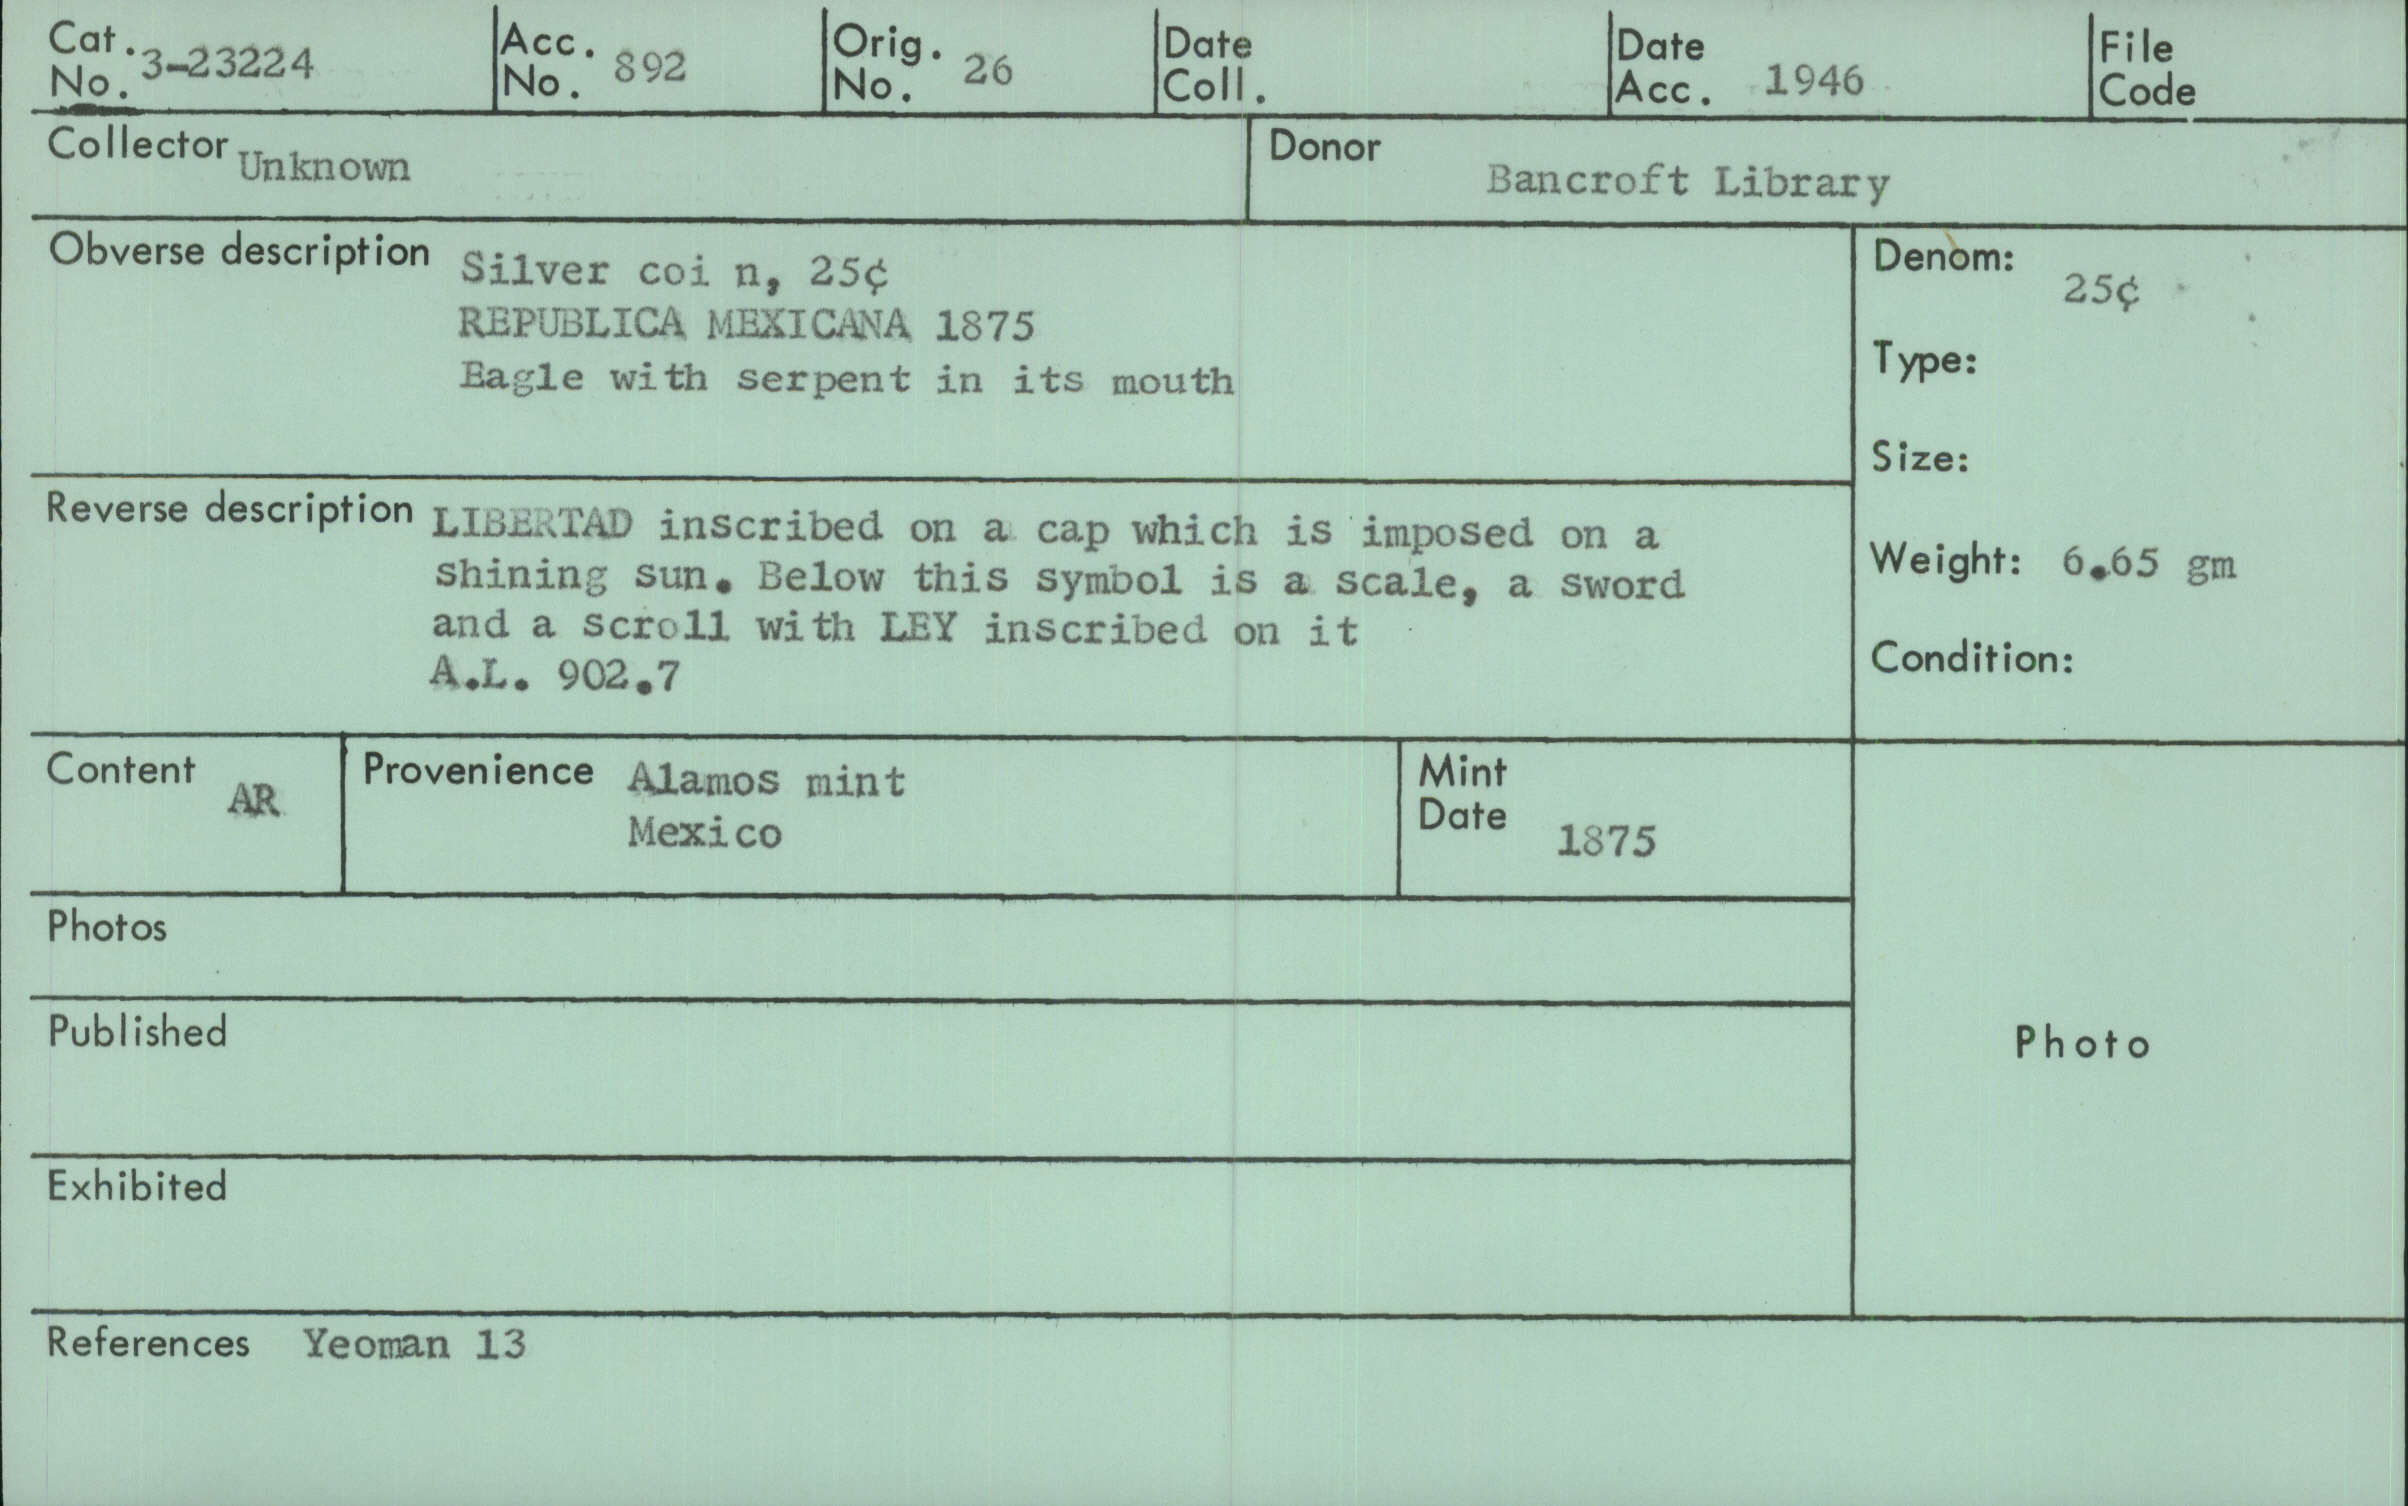 Cat. No. 3-23224
Acc. No. 892
Orig. No. 26
Date Coll.
Date Acc. 1946
File Code
Collector Unknown
Donor Bancroft Library
Obverse description Silver coi n, 25¢
REPUBLICA MEXICANA 1875
Eagle with serpent in its mouth
Denom: 25¢
Type:
Size:
Weight: 6.65 gm
Condition:
Reverse description LIBERTAD inscribed on a cap which is imposed on a
shining sun. Below this symbol is a scale, a sword
and a scroll with LEY inscribed on it
A.L. 902.7
Content AR
Provenience Alamos mint
Mexico
Mint Date 1875
Photos
Published
Photo
Exhibited
References Yeoman 13